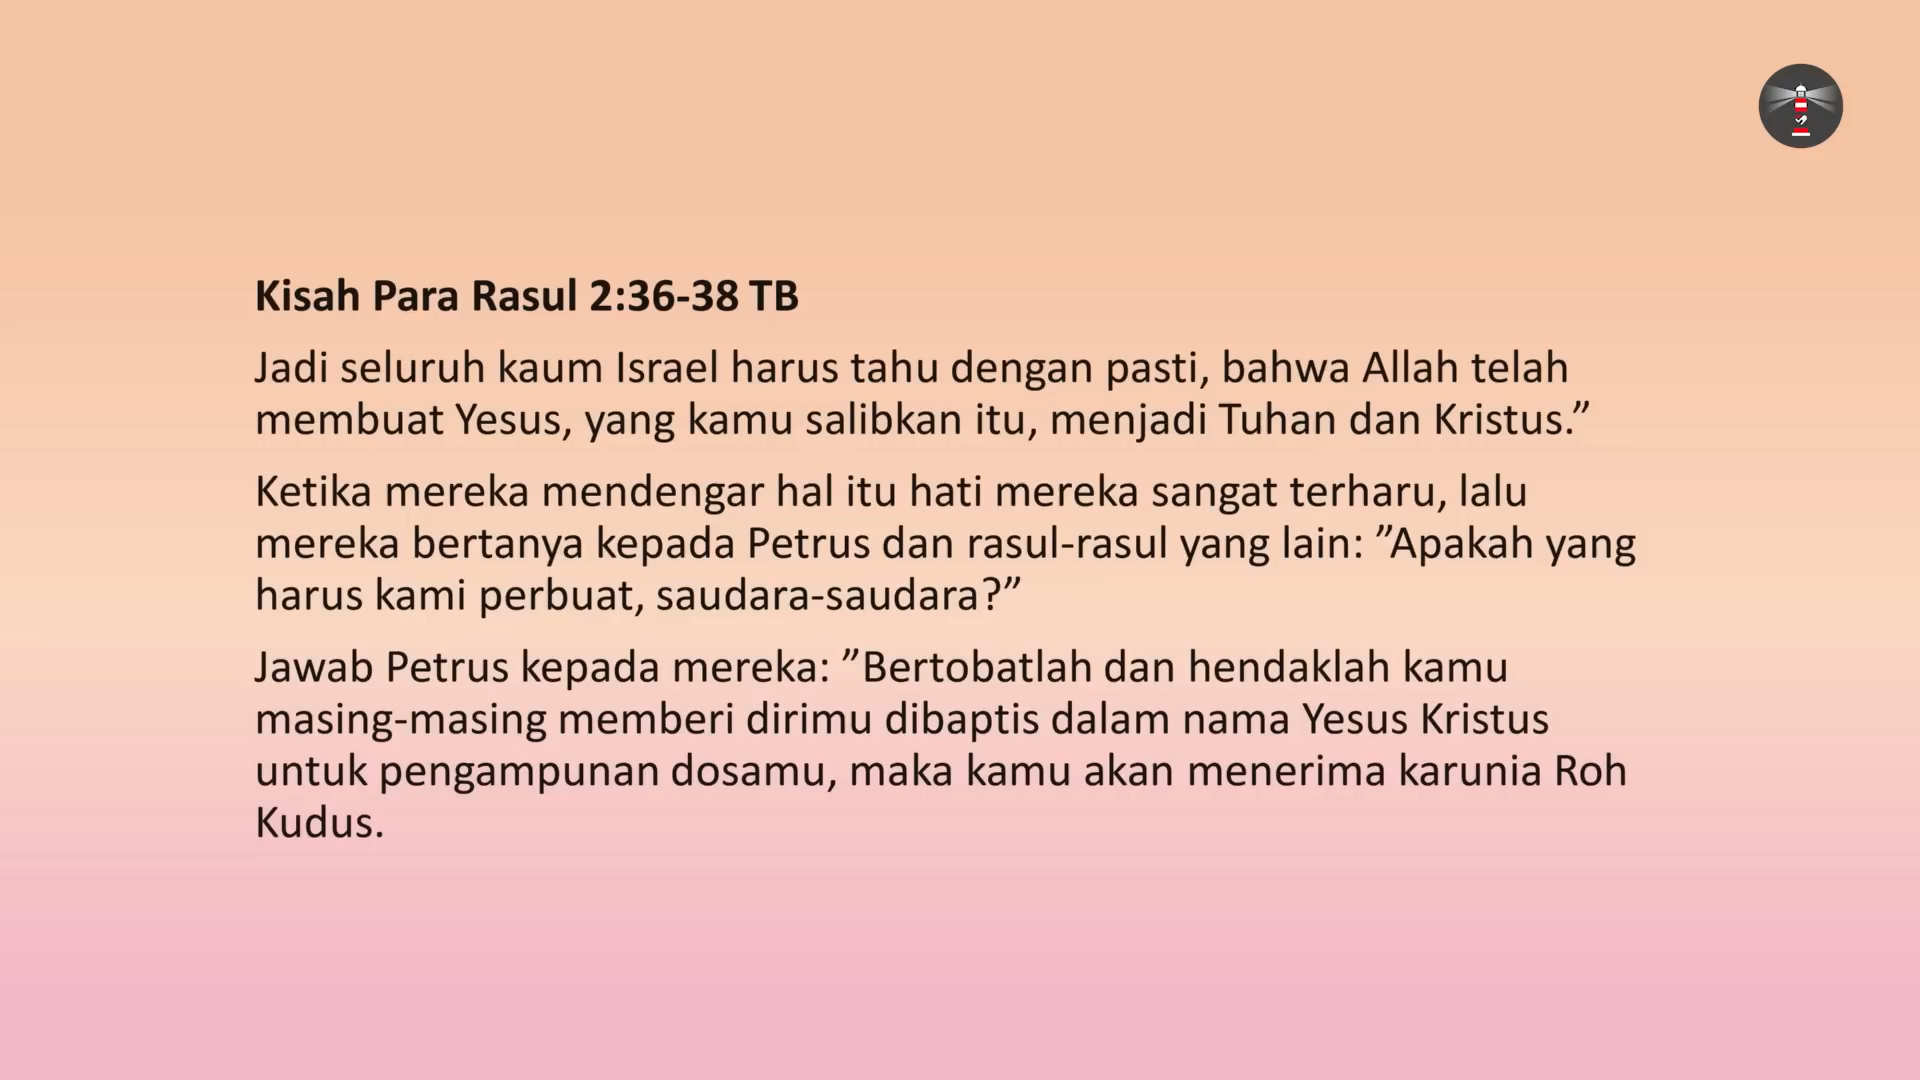 Kisah Para Rasul 2:36-38 TB
Jadi seluruh kaum Israel harus tahu dengan pasti, bahwa Allah telah
membuat Yesus, yang kamu salibkan itu, menjadi Tuhan dan Kristus.”
Ketika mereka mendengar hal itu hati mereka sangat terharu, lalu
mereka bertanya kepada Petrus dan rasul-rasul yang lain: ”Apakah yang
harus kami perbuat, saudara-saudara?”
Jawab Petrus kepada mereka: ”Bertobatlah dan hendaklah kamu
masing-masing memberi dirimu dibaptis dalam nama Yesus Kristus
untuk pengampunan dosamu, maka kamu akan menerima karunia Roh
Kudus.